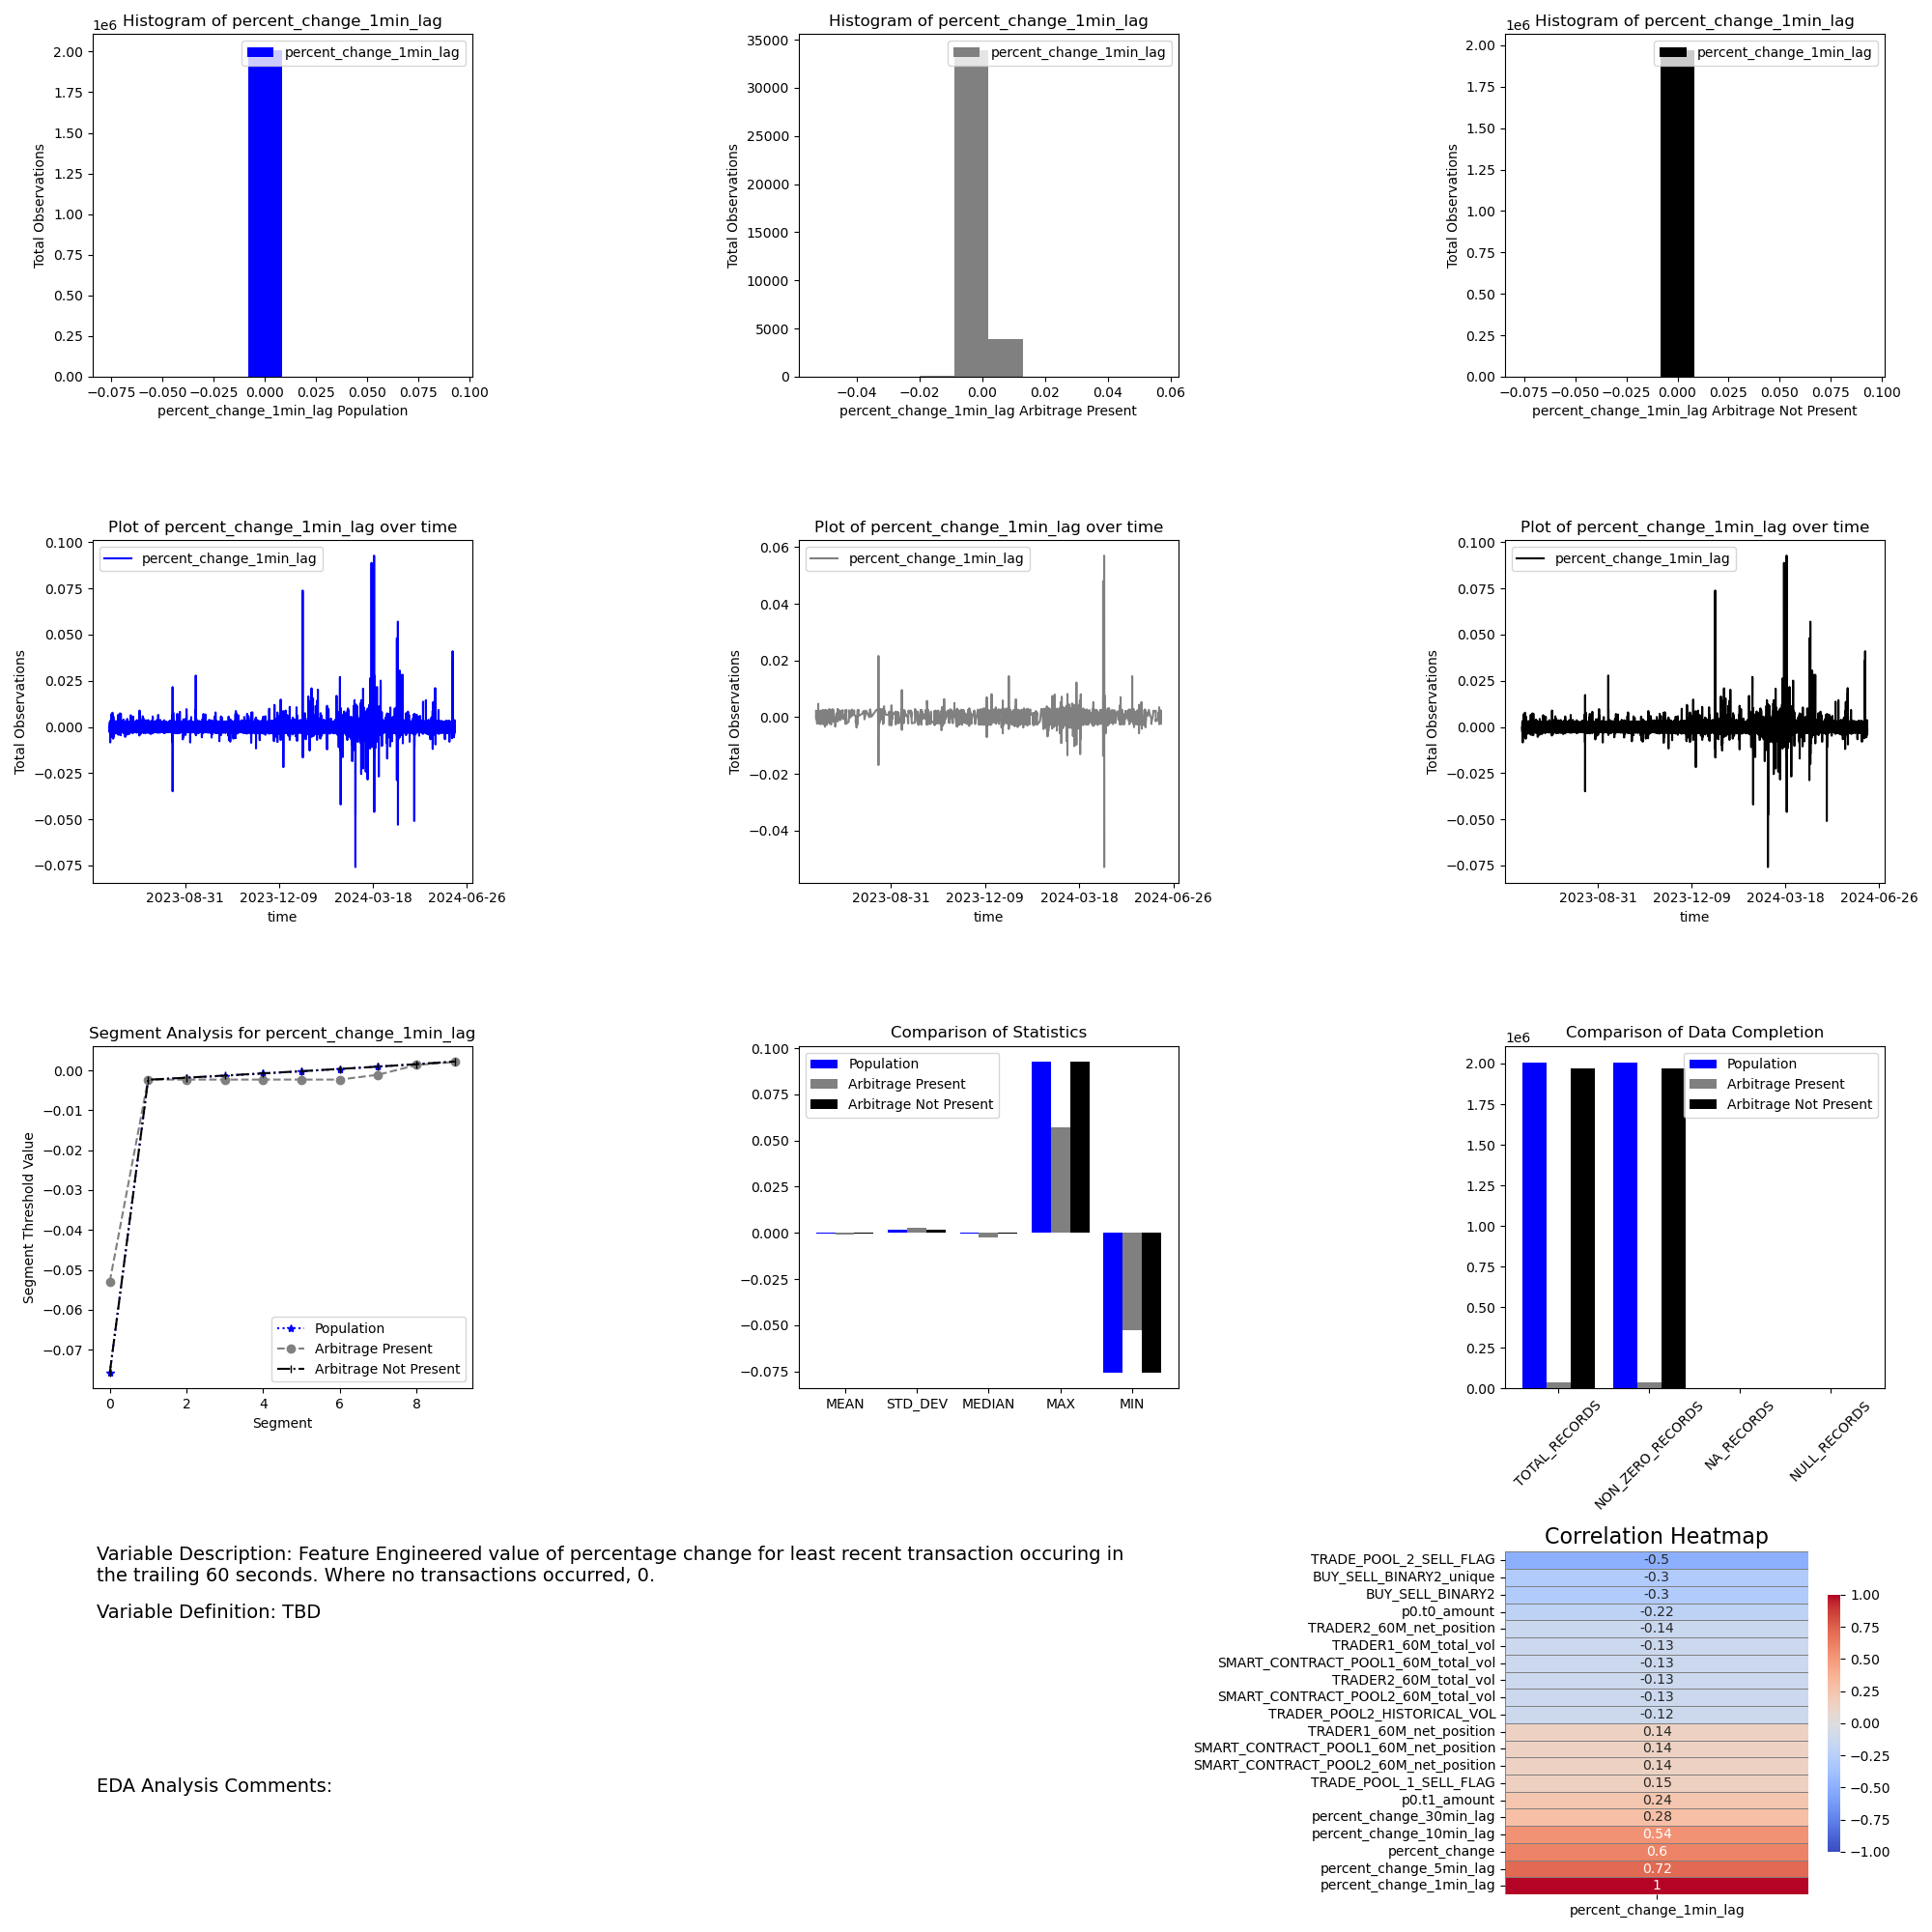 Histogram of percent_change_1min_lag
1e6
percent_change_1min_lag
2.00
1.75
1.50
1.25
1.00
0.75
0.50
0.25
0.00
Total Observations
−0.075 −0.050 −0.025 0.000 0.025 0.050 0.075 0.100
percent_change_1min_lag Population
Histogram of percent_change_1min_lag
percent_change_1min_lag
35000
30000
25000
20000
15000
10000
5000
0
Total Observations
−0.04 −0.02 0.00 0.02 0.04 0.06
percent_change_1min_lag Arbitrage Present
Histogram of percent_change_1min_lag
1e6
percent_change_1min_lag
2.00
1.75
1.50
1.25
1.00
0.75
0.50
0.25
0.00
Total Observations
−0.075 −0.050 −0.025 0.000 0.025 0.050 0.075 0.100
percent_change_1min_lag Arbitrage Not Present
Plot of percent_change_1min_lag over time
percent_change_1min_lag
0.100
0.075
0.050
0.025
0.000
−0.025
−0.050
−0.075
Total Observations
2023-08-31 2023-12-09 2024-03-18 2024-06-26
time
Plot of percent_change_1min_lag over time
percent_change_1min_lag
0.06
0.04
0.02
0.00
−0.02
−0.04
Total Observations
2023-08-31 2023-12-09 2024-03-18 2024-06-26
time
Plot of percent_change_1min_lag over time
percent_change_1min_lag
0.100
0.075
0.050
0.025
0.000
−0.025
−0.050
−0.075
Total Observations
2023-08-31 2023-12-09 2024-03-18 2024-06-26
time
Segment Analysis for percent_change_1min_lag
0.00
−0.01
−0.02
−0.03
−0.04
−0.05
−0.06
−0.07
Segment Threshold Value
Population
Arbitrage Present
Arbitrage Not Present
0 2 4 6 8
Segment
Comparison of Statistics
Population
Arbitrage Present
Arbitrage Not Present
0.100
0.075
0.050
0.025
0.000
−0.025
−0.050
−0.075
MEAN STD_DEV MEDIAN MAX MIN
Comparison of Data Completion
1e6
Population
Arbitrage Present
Arbitrage Not Present
2.00
1.75
1.50
1.25
1.00
0.75
0.50
0.25
0.00
TOTAL_RECORDS
NON_ZERO_RECORDS
NA_RECORDS
NULL_RECORDS
Variable Description: Feature Engineered value of percentage change for least recent transaction occuring in
the trailing 60 seconds. Where no transactions occurred, 0.
Variable Definition: TBD
EDA Analysis Comments:
Correlation Heatmap
TRADE_POOL_2_SELL_FLAG -0.5
BUY_SELL_BINARY2_unique -0.3
BUY_SELL_BINARY2 -0.3
p0.t0_amount -0.22
TRADER2_60M_net_position -0.14
TRADER1_60M_total_vol -0.13
SMART_CONTRACT_POOL1_60M_total_vol -0.13
TRADER2_60M_total_vol -0.13
SMART_CONTRACT_POOL2_60M_total_vol -0.13
TRADER_POOL2_HISTORICAL_VOL -0.12
TRADER1_60M_net_position 0.14
SMART_CONTRACT_POOL1_60M_net_position 0.14
SMART_CONTRACT_POOL2_60M_net_position 0.14
TRADE_POOL_1_SELL_FLAG 0.15
p0.t1_amount 0.24
percent_change_30min_lag 0.28
percent_change_10min_lag 0.54
percent_change 0.6
percent_change_5min_lag 0.72
percent_change_1min_lag 1
percent_change_1min_lag
1.00
0.75
0.50
0.25
0.00
−0.25
−0.50
−0.75
−1.00